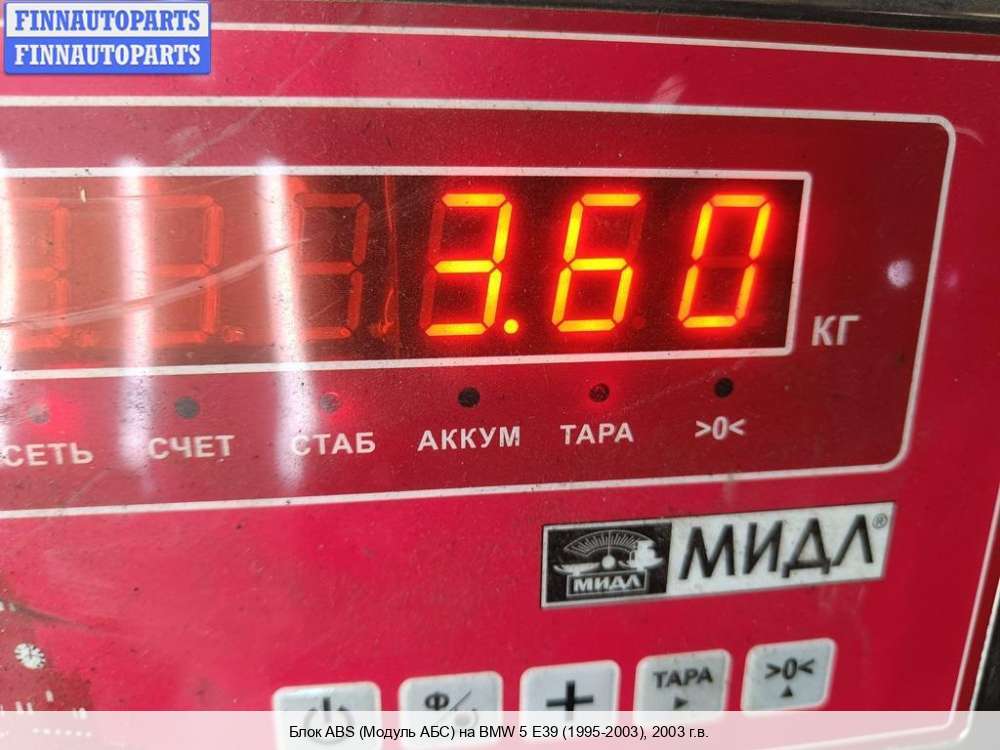 FINNAUTOPARTS
FINNAUTOPARTS
3.60
КГ
СЕТЬ СЧЕТ СТАБ АККУМ ТАРА >0<
МИДЛ МИДЛ®
Ф/ + ТАРА >0<
Блок ABS (Модуль АБС) на BMW 5 E39 (1995-2003), 2003 г.в.